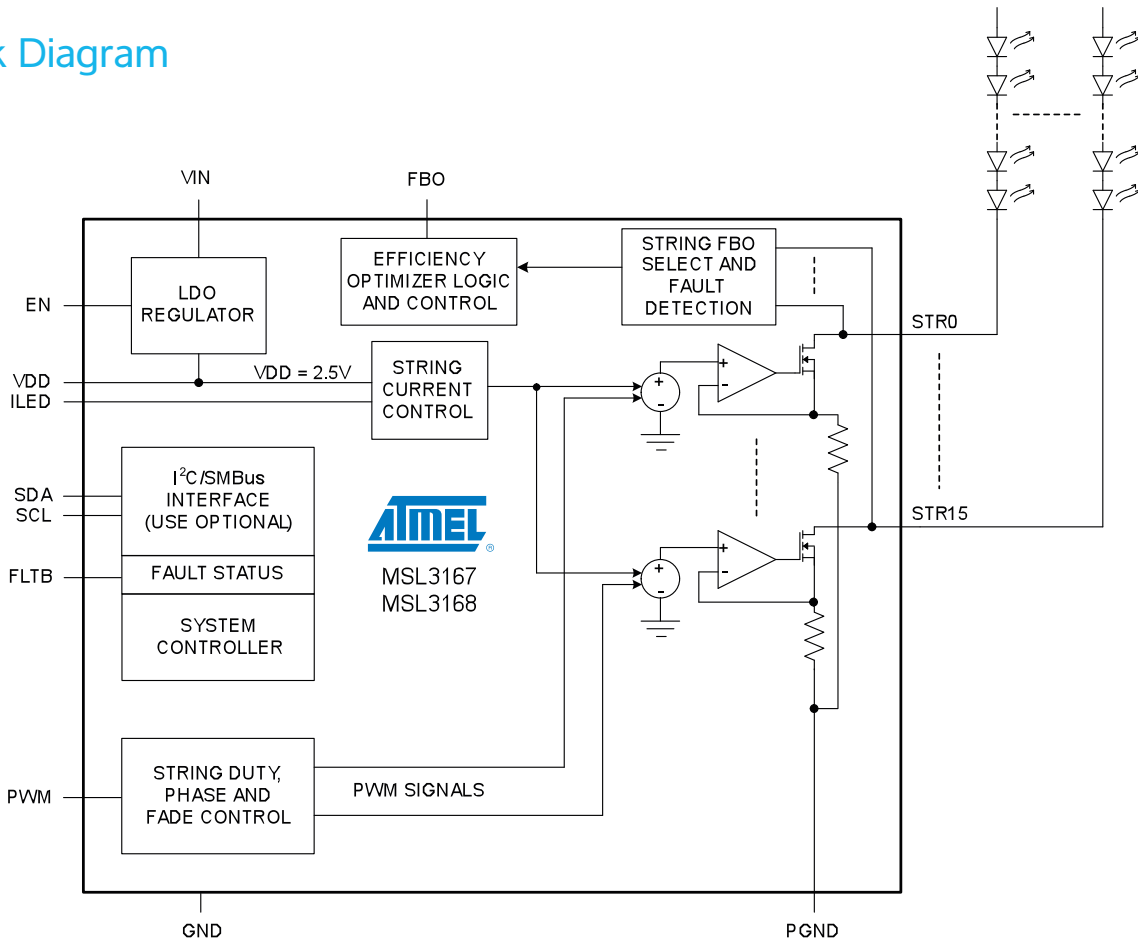 k Diagram
VIN
FBO
EFFICIENCY
OPTIMIZER LOGIC
AND CONTROL
STRING FBO
SELECT AND
FAULT
DETECTION
EN
LDO
REGULATOR
STR0
VDD
VDD = 2.5V
ILED
STRING
CURRENT
CONTROL
+
-
+
-
SDA
SCL
I²C/SMBus
INTERFACE
(USE OPTIONAL)
ATMEL
®
STR15
FLTB
FAULT STATUS
MSL3167
MSL3168
+
-
+
-
SYSTEM
CONTROLLER
PWM
STRING DUTY,
PHASE AND
FADE CONTROL
PWM SIGNALS
GND
PGND